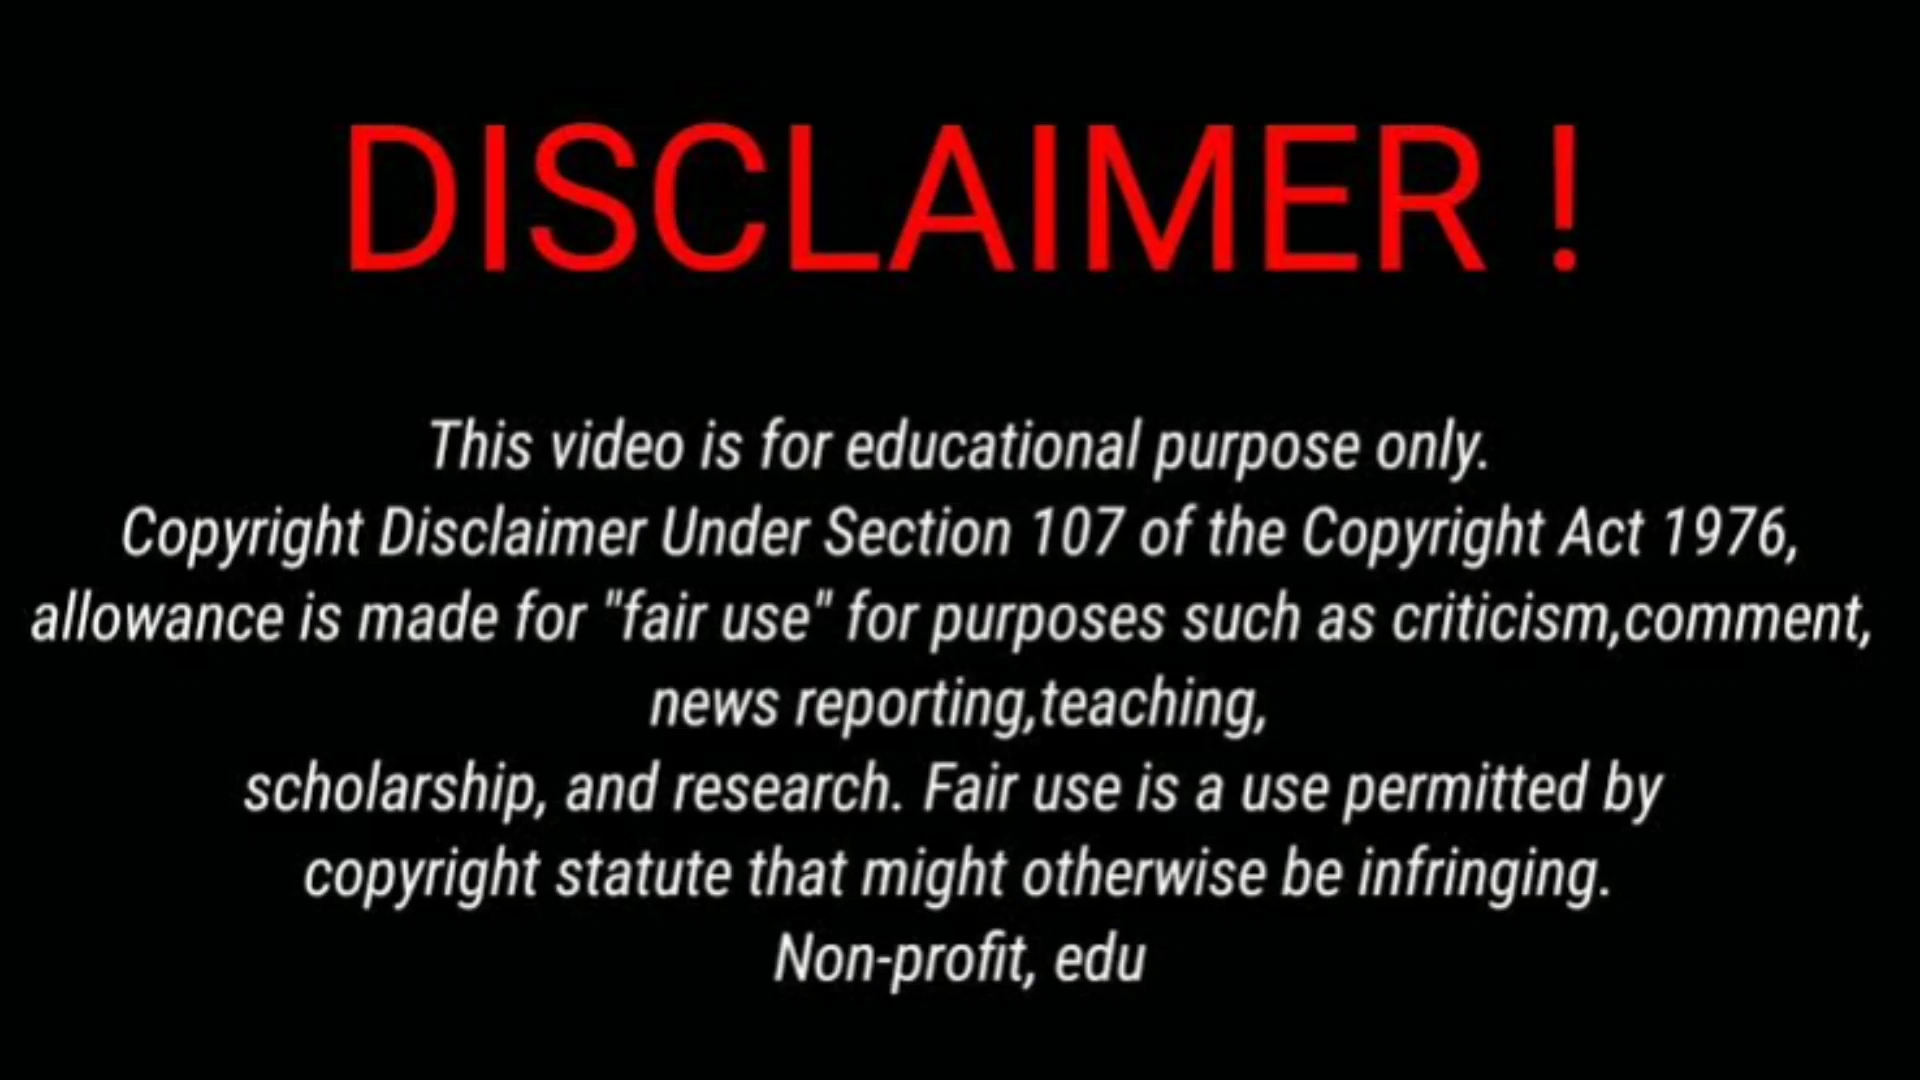 DISCLAIMER !
This video is for educational purpose only.
Copyright Disclaimer Under Section 107 of the Copyright Act 1976,
allowance is made for "fair use" for purposes such as criticism,comment,
news reporting,teaching,
scholarship, and research. Fair use is a use permitted by
copyright statute that might otherwise be infringing.
Non-profit, edu